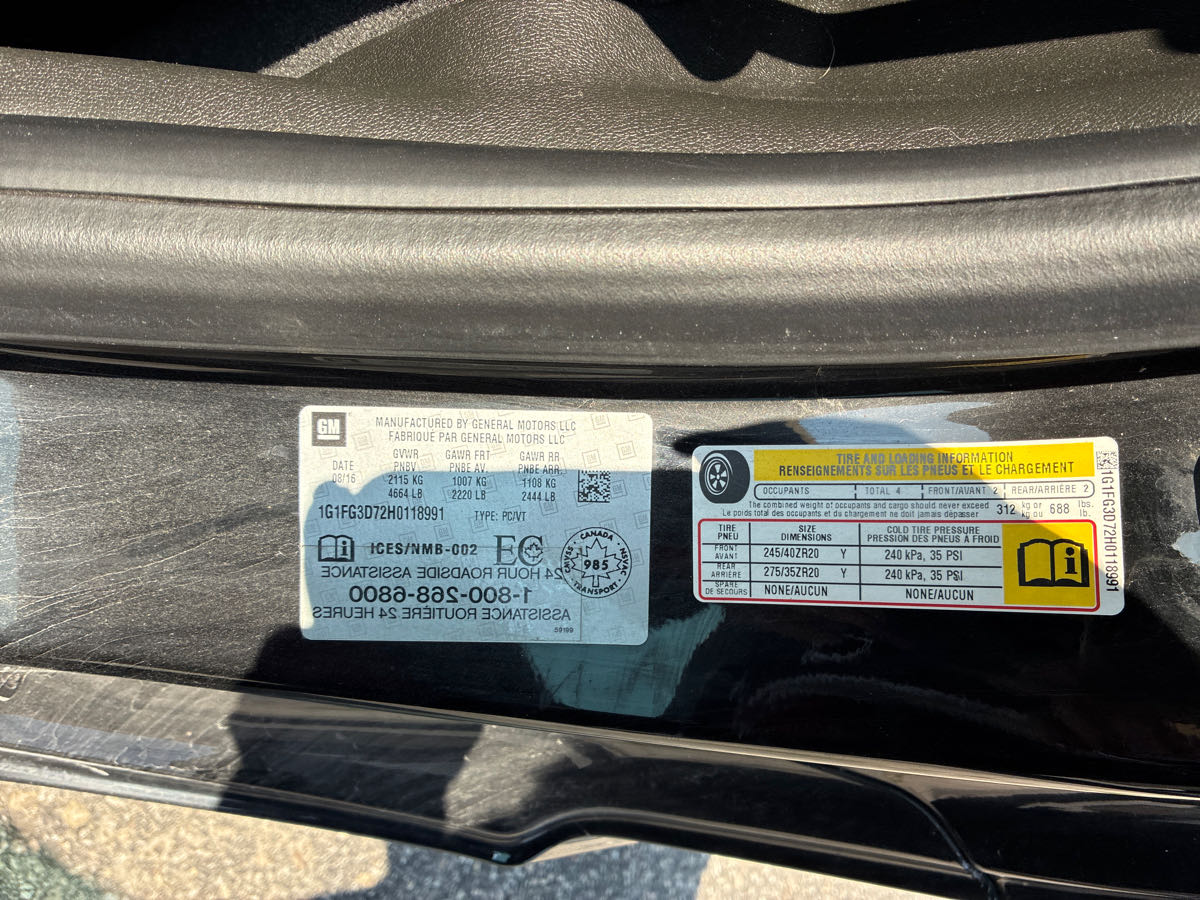 GM
MANUFACTURED BY GENERAL MOTORS LLC
FABRIQUÉ PAR GENERAL MOTORS LLC
DATE
08/16
GVWR
PNBV
2115 KG
4664 LB
GAWR FRT
PNBE AV.
1007 KG
2220 LB
GAWR RR
PNBE ARR.
1108 KG
2444 LB
1G1FG3D72H0118991 TYPE: PC/VT
ICES/NMB-002 EC
CANADA
CMVSS NSVAC
985
TRANSPORT
24 HOUR ROADSIDE ASSISTANCE
1-800-268-6800
ASSISTANCE ROUTIÈRE 24 HEURES
59199
TIRE AND LOADING INFORMATION
RENSEIGNEMENTS SUR LES PNEUS ET LE CHARGEMENT
OCCUPANTS TOTAL 4 FRONT/AVANT 2 REAR/ARRIÈRE 2
The combined weight of occupants and cargo should never exceed
Le poids total des occupants et du chargement ne doit jamais dépasser
312 kg or kg ou 688 lbs. lb.
TIRE PNEU SIZE DIMENSIONS COLD TIRE PRESSURE PRESSION DES PNEUS A FROID
FRONT AVANT 245/40ZR20 Y 240 kPa, 35 PSI
REAR ARRIÈRE 275/35ZR20 Y 240 kPa, 35 PSI
SPARE DE SECOURS NONE/AUCUN NONE/AUCUN
1G1FG3D72H0118991